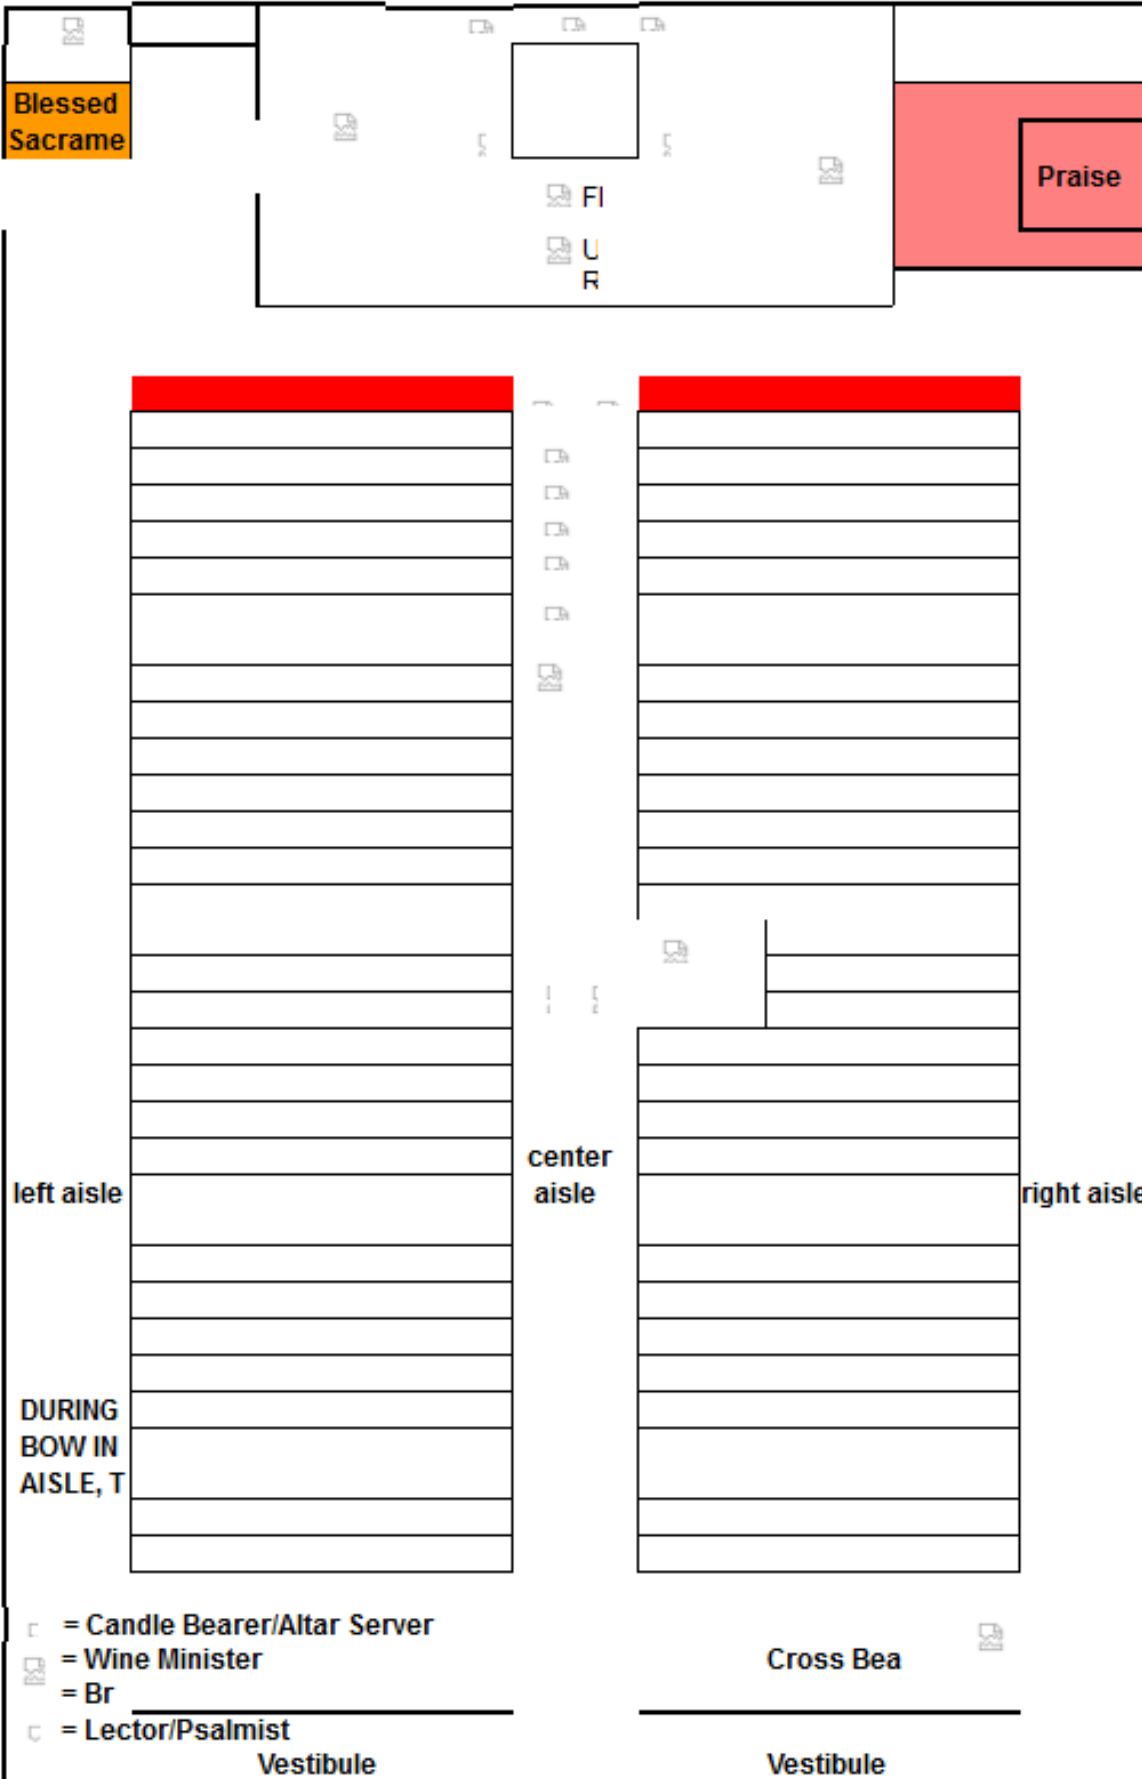 Blessed
Sacrame
Praise
Fl
U
R
center
aisle
left aisle
right aisle
DURING
BOW IN
AISLE, T
= Candle Bearer/Altar Server
= Wine Minister
Cross Bea
= Br
= Lector/Psalmist
Vestibule
Vestibule